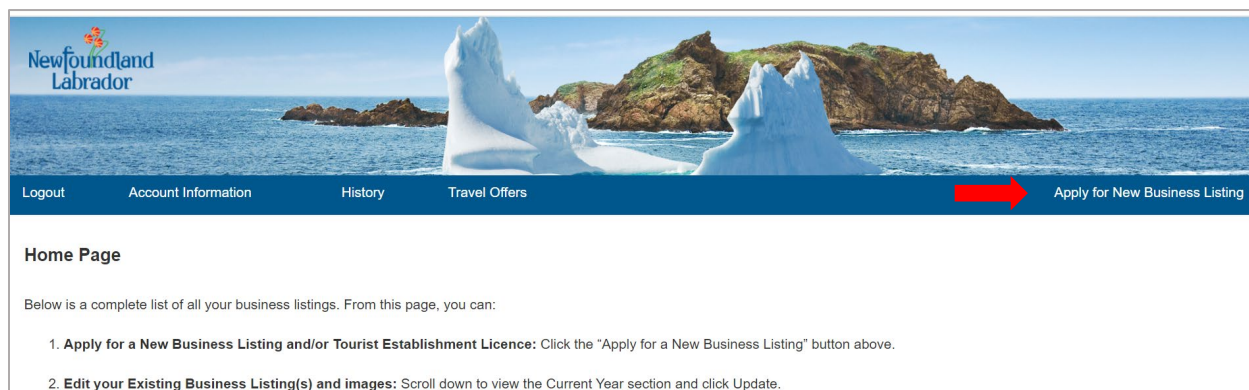 Newfoundland
Labrador
Logout Account Information History Travel Offers Apply for New Business Listing
Home Page
Below is a complete list of all your business listings. From this page, you can:
1. Apply for a New Business Listing and/or Tourist Establishment Licence: Click the “Apply for a New Business Listing” button above.
2. Edit your Existing Business Listing(s) and images: Scroll down to view the Current Year section and click Update.